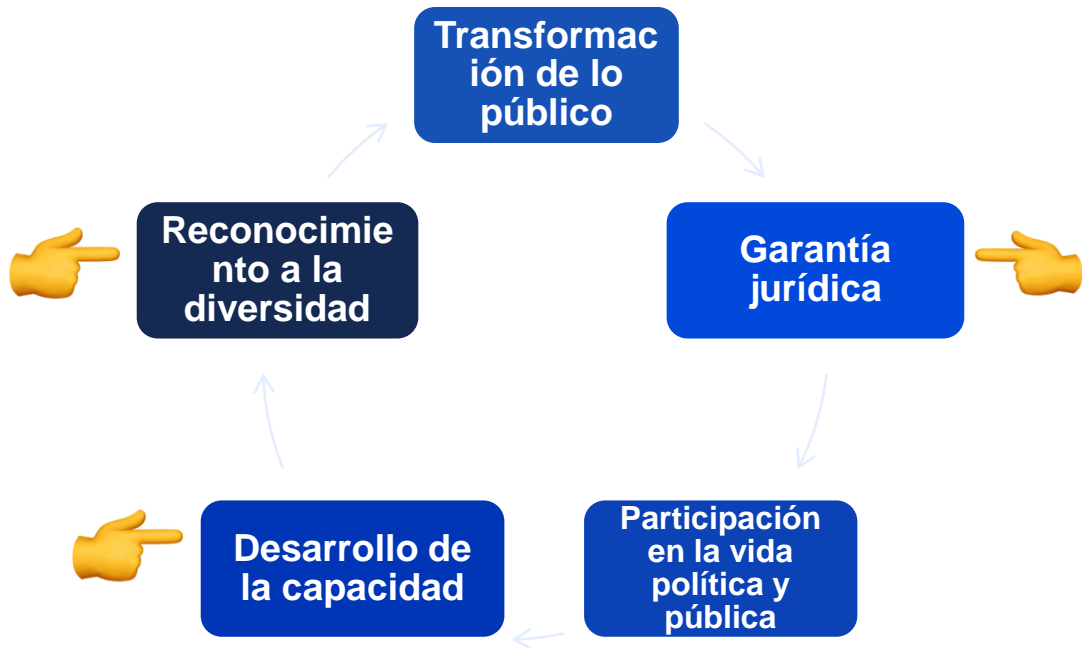 Transformac
ión de lo
público
Reconocimie
nto a la
diversidad
Garantía
jurídica
Desarrollo de
la capacidad
Participación
en la vida
política y
pública